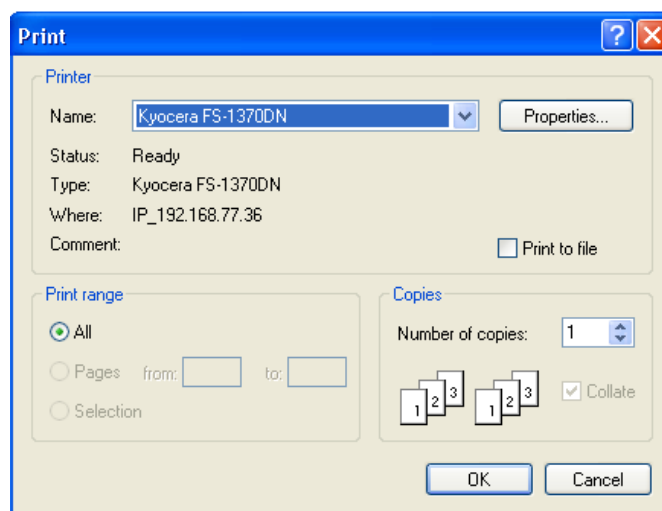 Print
Printer
Name: Kyocera FS-1370DN Properties...
Status: Ready
Type: Kyocera FS-1370DN
Where: IP_192.168.77.36
Comment: Print to file
Print range
All
Pages from: to:
Selection
Copies
Number of copies: 1
1 2 3 1 2 3 Collate
OK Cancel